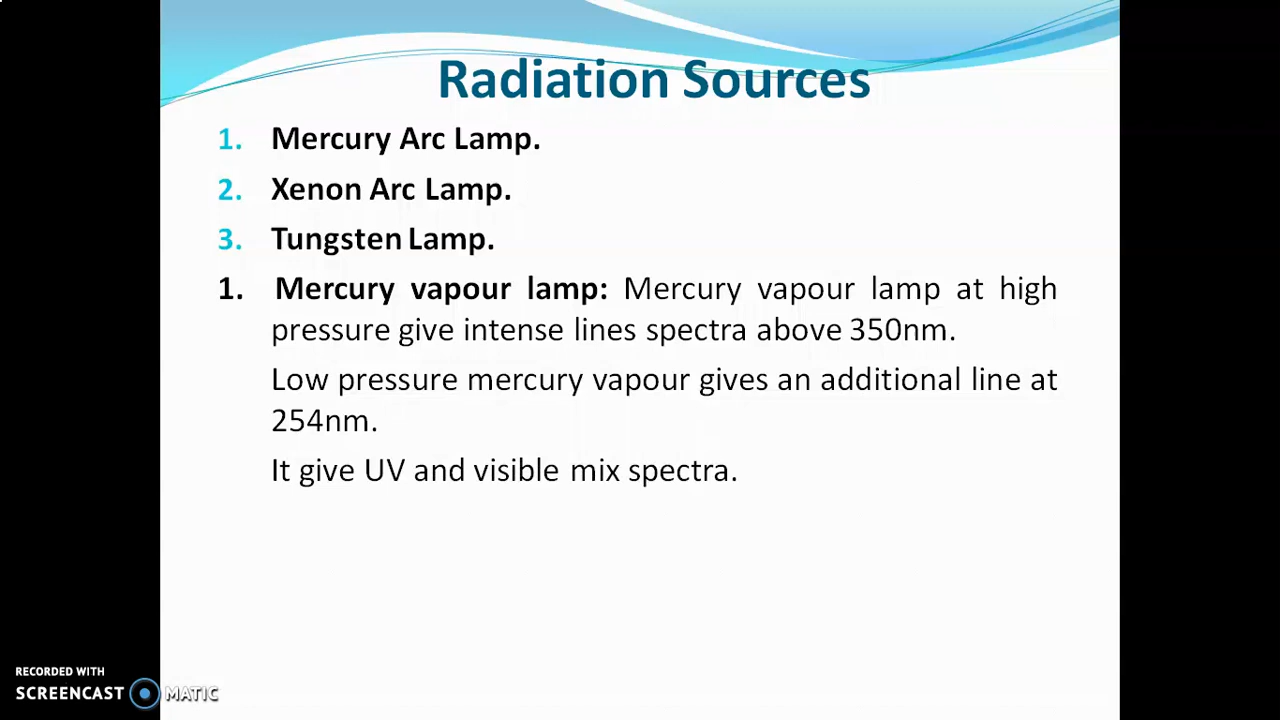 Radiation Sources
1. Mercury Arc Lamp.
2. Xenon Arc Lamp.
3. Tungsten Lamp.
1. Mercury vapour lamp: Mercury vapour lamp at high
pressure give intense lines spectra above 350nm.
Low pressure mercury vapour gives an additional line at
254nm.
It give UV and visible mix spectra.
RECORDED WITH
SCREENCAST MATIC